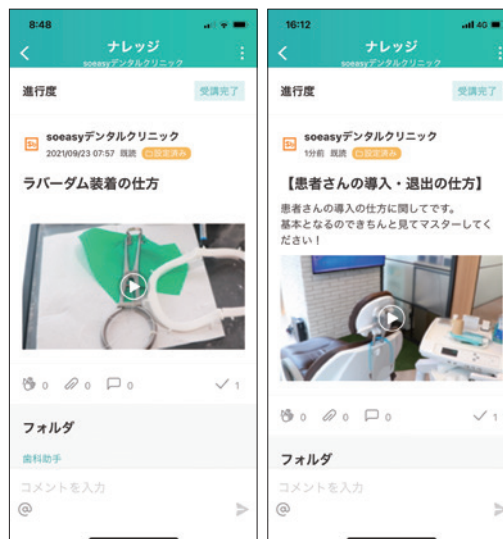 8:48
ナレッジ
soeasyデンタルクリニック
進行度
受講完了
soeasyデンタルクリニック
2021/09/23 07:57 既読 設定済み
ラバーダム装着の仕方
0 0 0 1
フォルダ
歯科助手
コメントを入力
@
16:12
4G
ナレッジ
soeasyデンタルクリニック
進行度
受講完了
soeasyデンタルクリニック
1分前 既読 設定済み
【患者さんの導入・退出の仕方】
患者さんの導入の仕方に関してです。
基本となるのできちんと見てマスターしてく
ださい！
0 0 0 1
フォルダ
コメントを入力
@